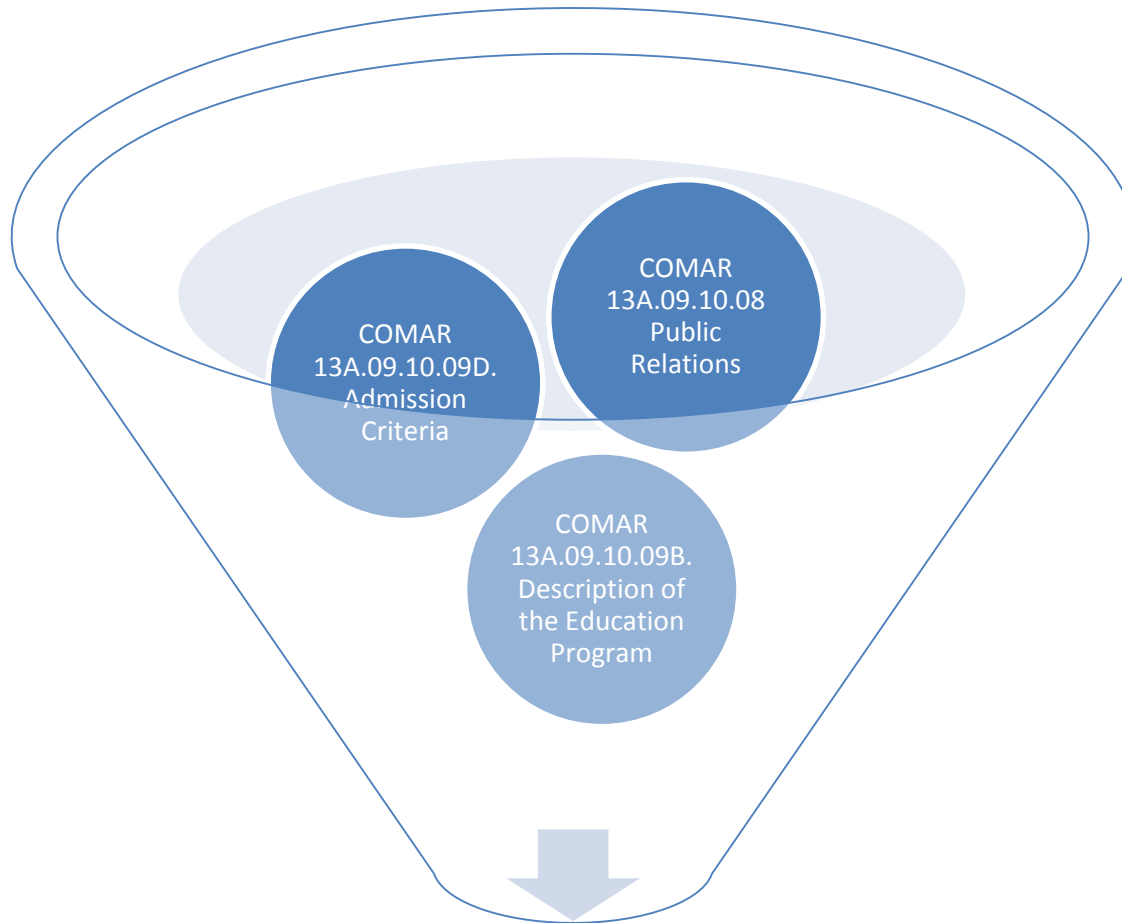 COMAR
13A.09.10.08
Public
Relations
COMAR
13A.09.10.09D.
Admission
Criteria
COMAR
13A.09.10.09B.
Description of
the Education
Program